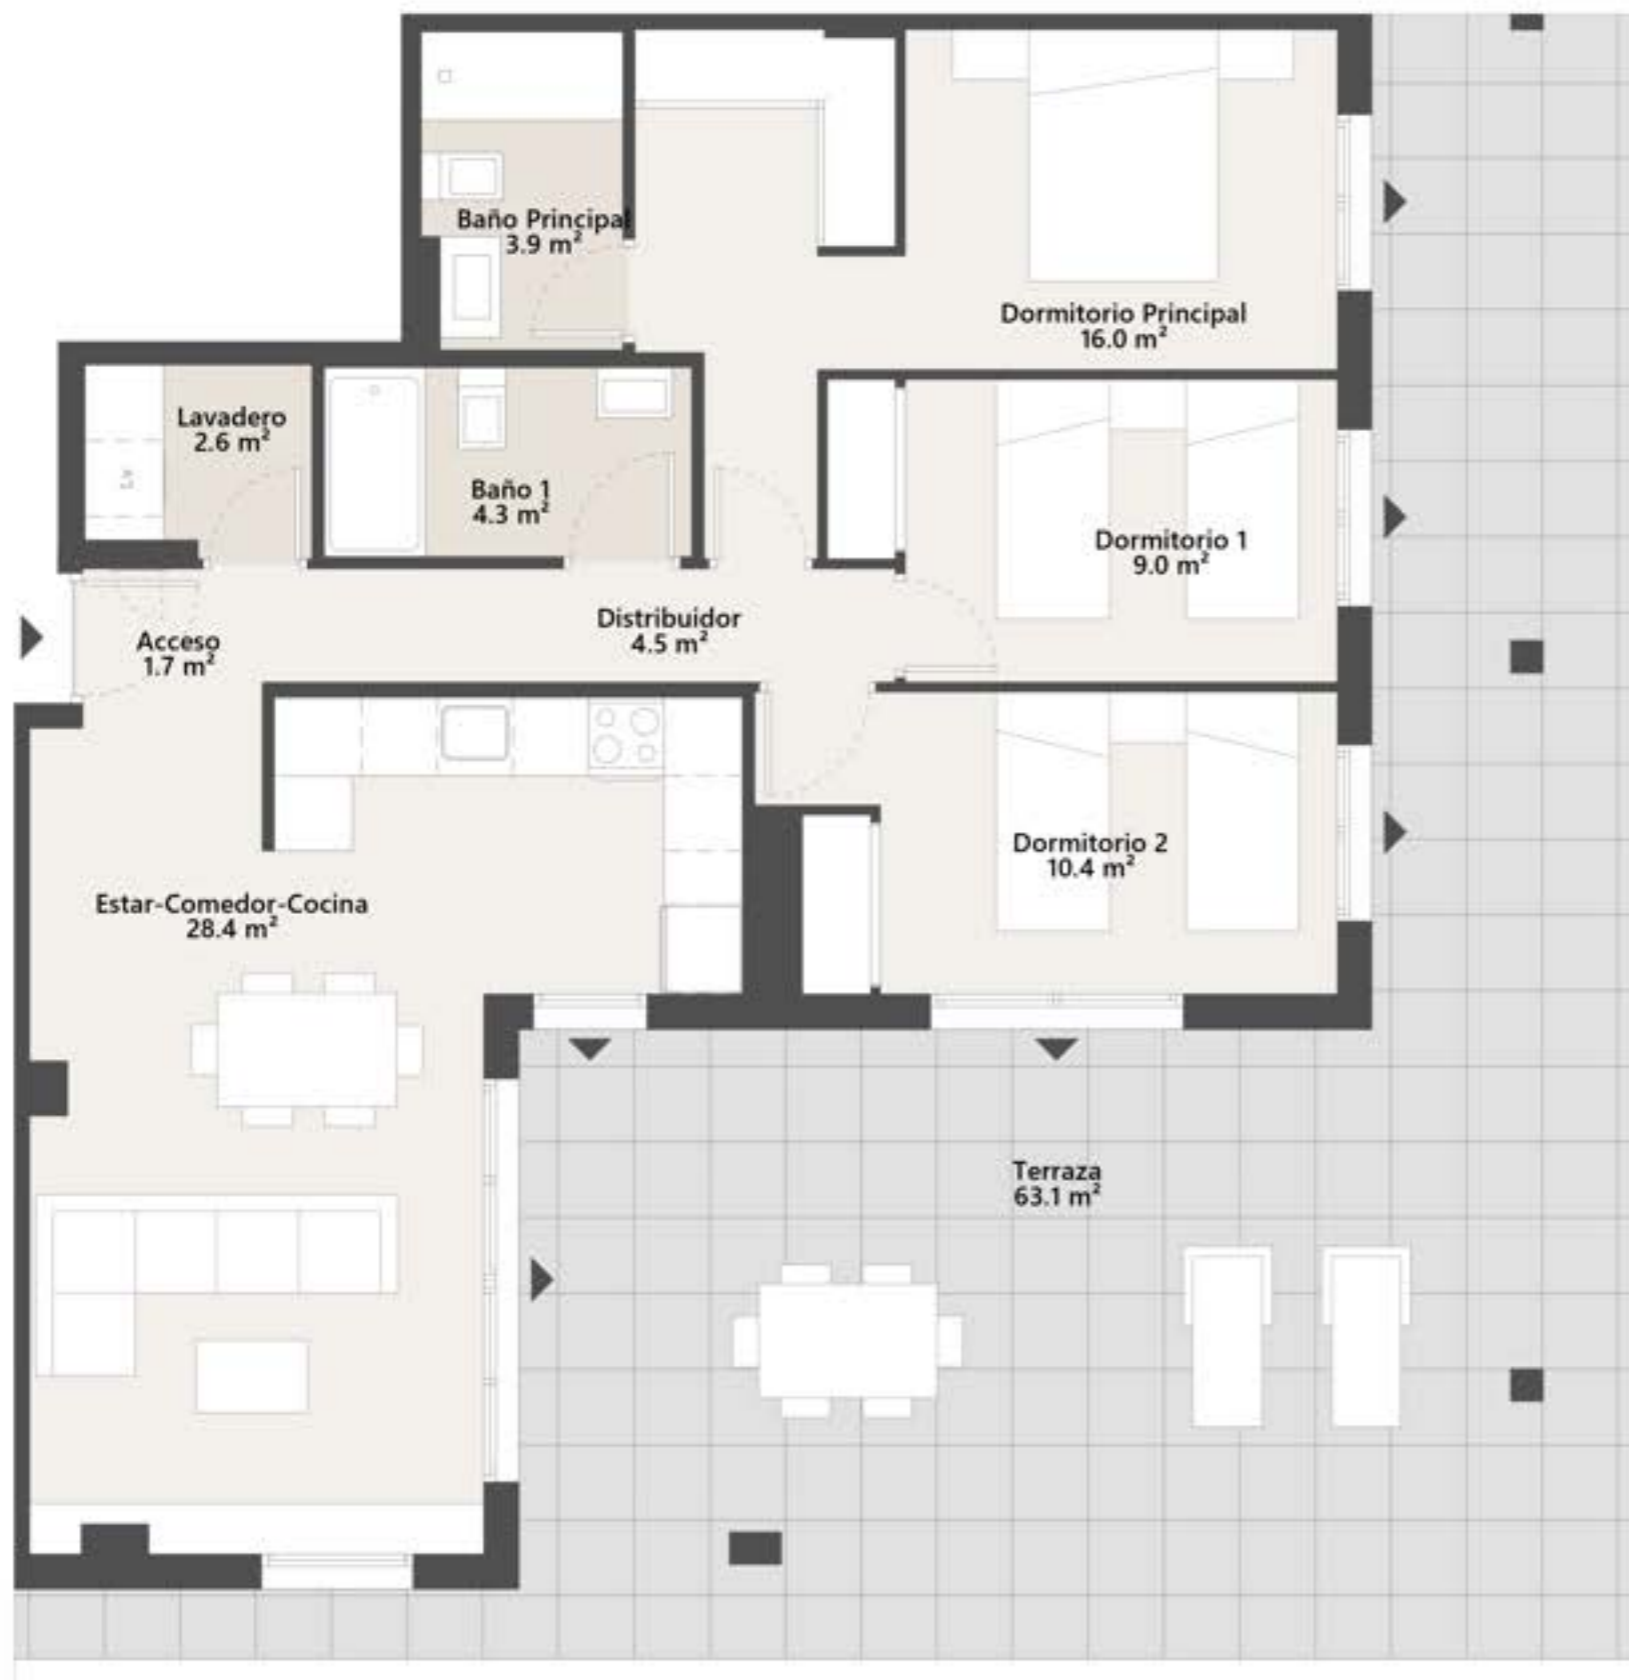 Baño Principal
3.9 m²
Dormitorio Principal
16.0 m²
Lavadero
2.6 m²
Lv
Baño 1
4.3 m²
Dormitorio 1
9.0 m²
Distribuidor
4.5 m²
Acceso
1.7 m²
Dormitorio 2
10.4 m²
Estar-Comedor-Cocina
28.4 m²
Terraza
63.1 m²